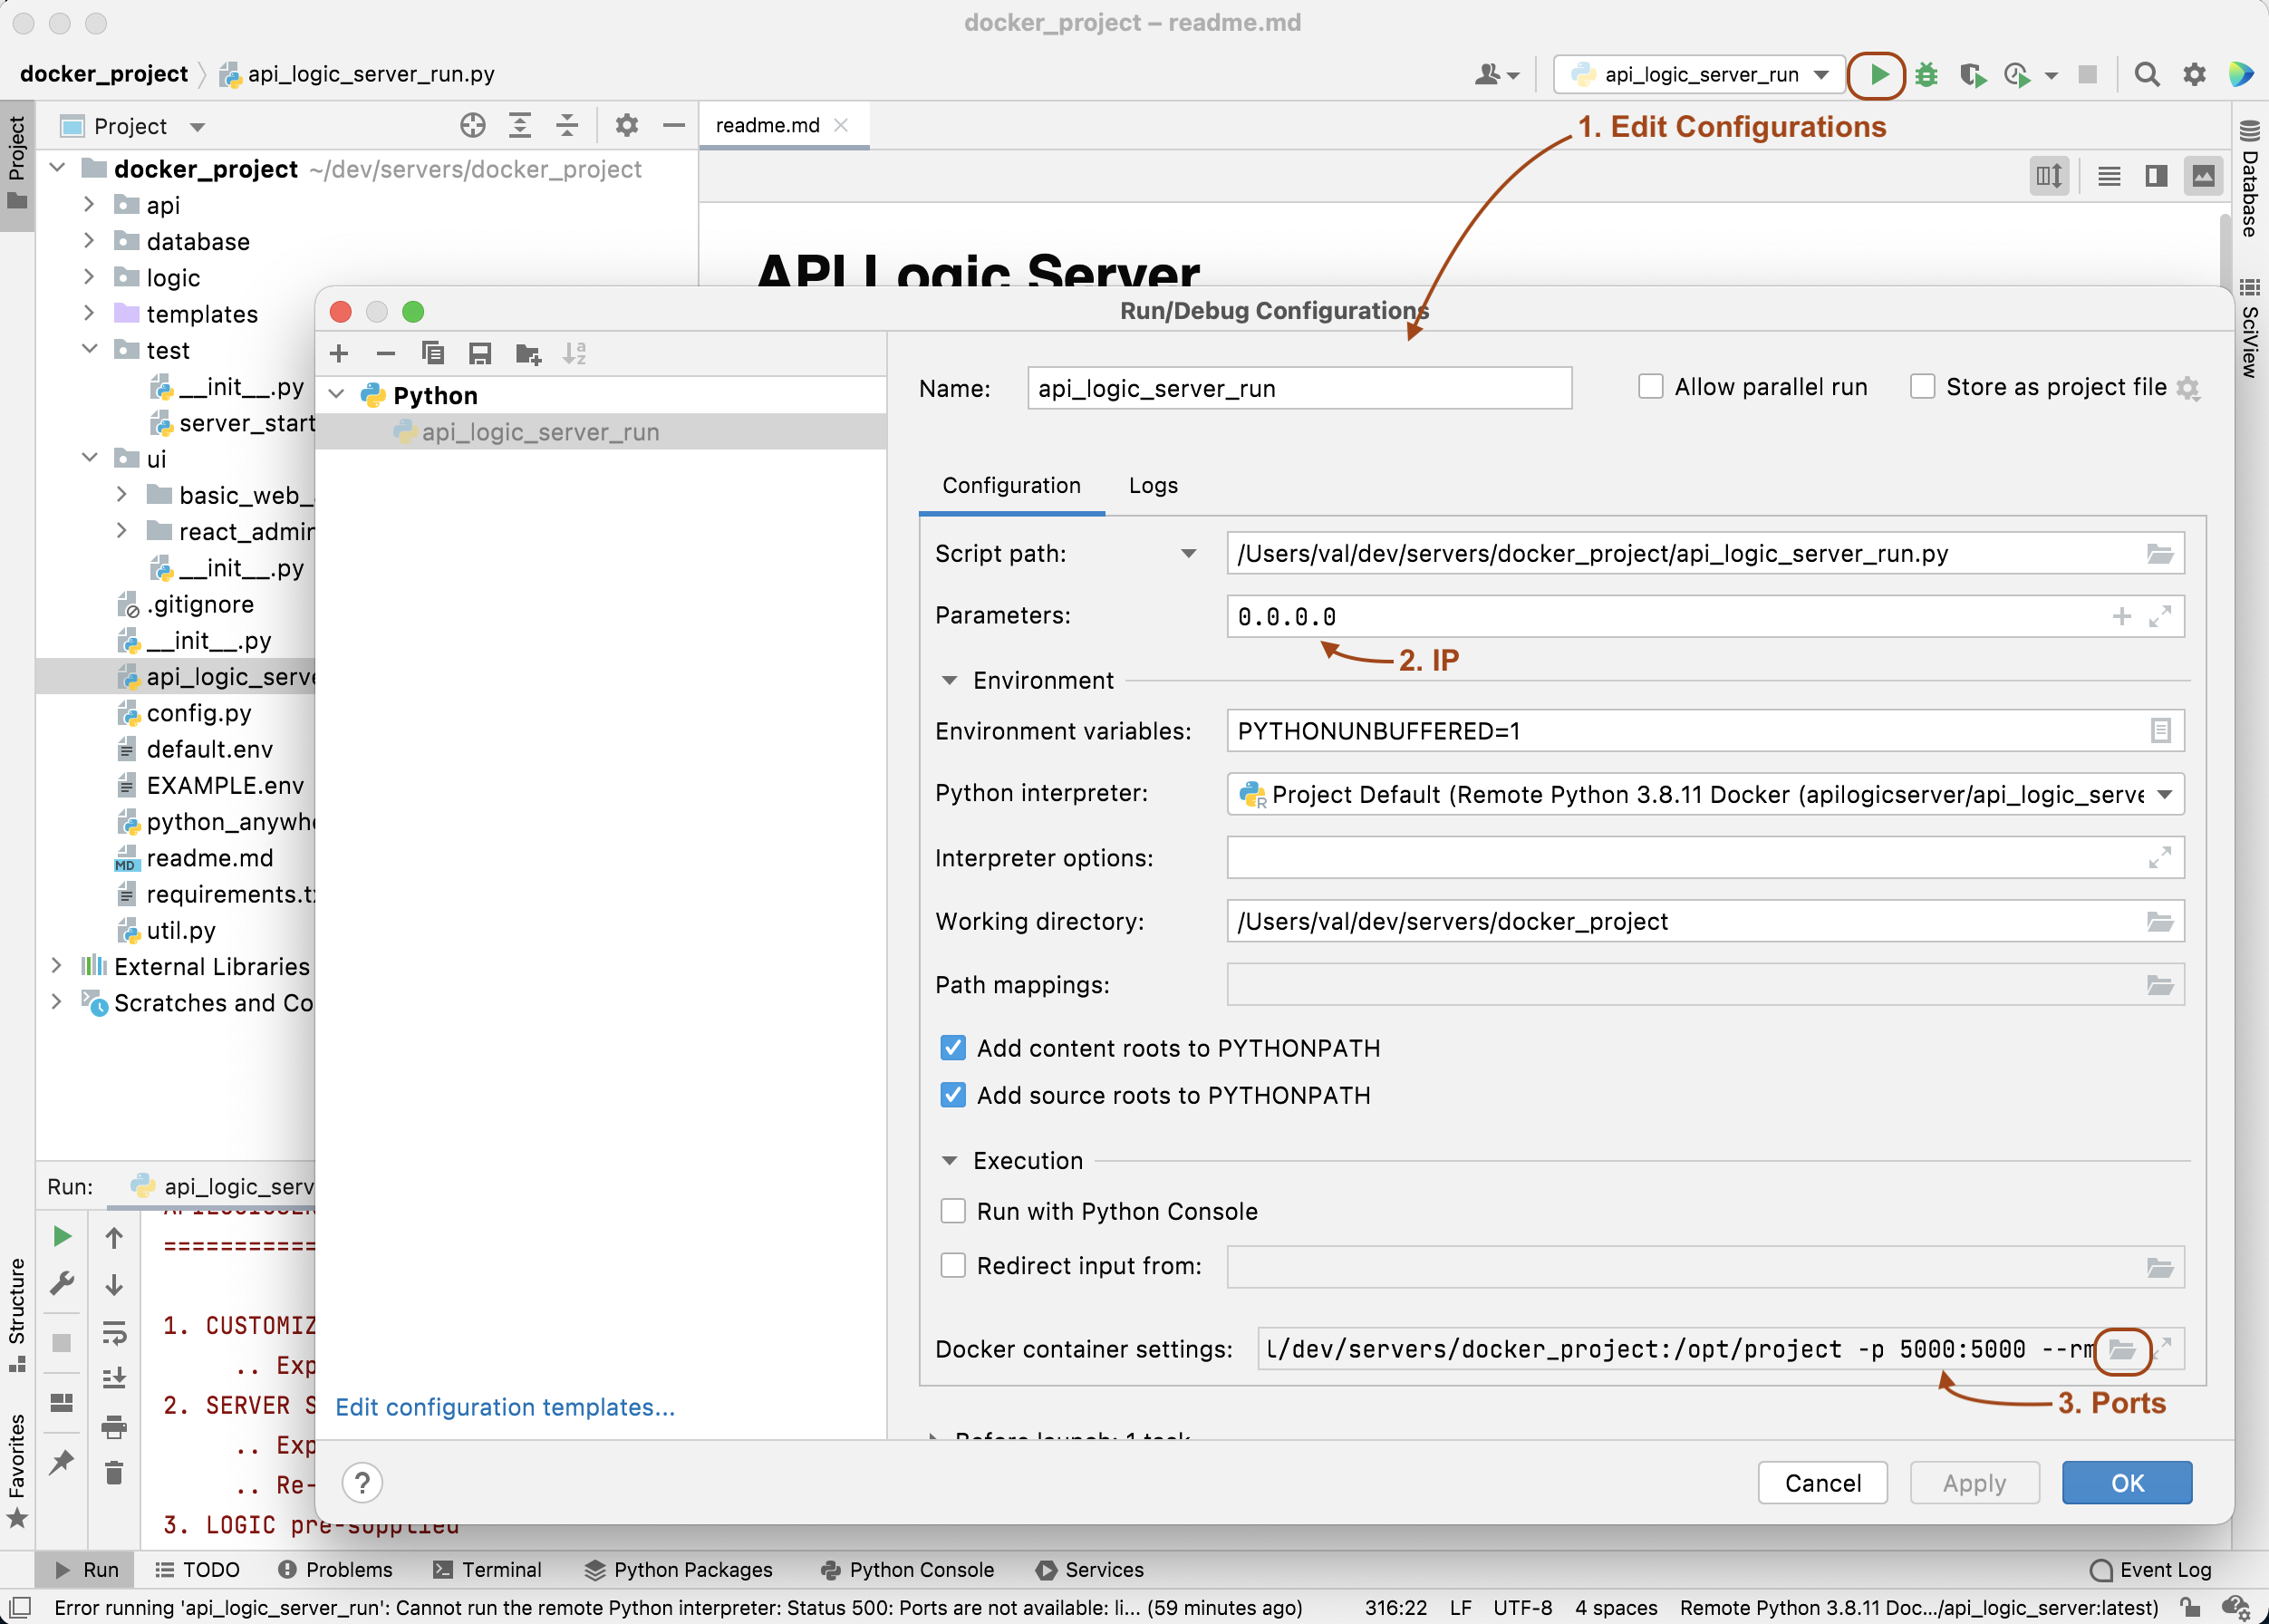 docker_project – readme.md
docker_project
api_logic_server_run.py
api_logic_server_run
Project
readme.md
1. Edit Configurations
Project
docker_project ~/dev/servers/docker_project
api
database
logic
templates
test
__init__.py
server_start
ui
basic_web_
react_admin
__init__.py
.gitignore
__init__.py
api_logic_serve
config.py
default.env
EXAMPLE.env
python_anywh
readme.md
MD
requirements.tx
util.py
External Libraries
Scratches and Co
API Logic Server
Database
SciView
Run/Debug Configurations
Python
api_logic_server_run
Edit configuration templates...
Name:
api_logic_server_run
Allow parallel run
Store as project file
Configuration
Logs
Script path:
/Users/val/dev/servers/docker_project/api_logic_server_run.py
Parameters:
0.0.0.0
2. IP
Environment
Environment variables:
PYTHONUNBUFFERED=1
Python interpreter:
Project Default (Remote Python 3.8.11 Docker (apilogicserver/api_logic_serve
Interpreter options:
Working directory:
/Users/val/dev/servers/docker_project
Path mappings:
Add content roots to PYTHONPATH
Add source roots to PYTHONPATH
Execution
Run with Python Console
Redirect input from:
Docker container settings:
/dev/servers/docker_project:/opt/project -p 5000:5000 --rm
3. Ports
Before launch: 1 task
?
Cancel
Apply
OK
Run:
api_logic_serv
============
1. CUSTOMIZ
.. Exp
2. SERVER S
.. Exp
.. Re-
3. LOGIC pre-supplied
Structure
Favorites
Run
TODO
Problems
Terminal
Python Packages
Python Console
Services
Event Log
Error running 'api_logic_server_run': Cannot run the remote Python interpreter: Status 500: Ports are not available: li... (59 minutes ago)
316:22
LF
UTF-8
4 spaces
Remote Python 3.8.11 Doc.../api_logic_server:latest)